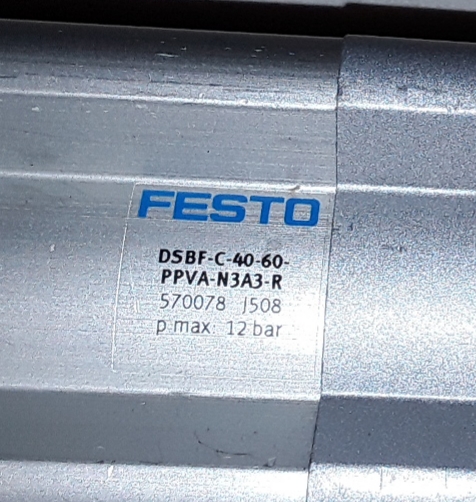 FESTO
DSBF-C-40-60-
PPVA-N3A3-R
570078 J508
p max: 12 bar